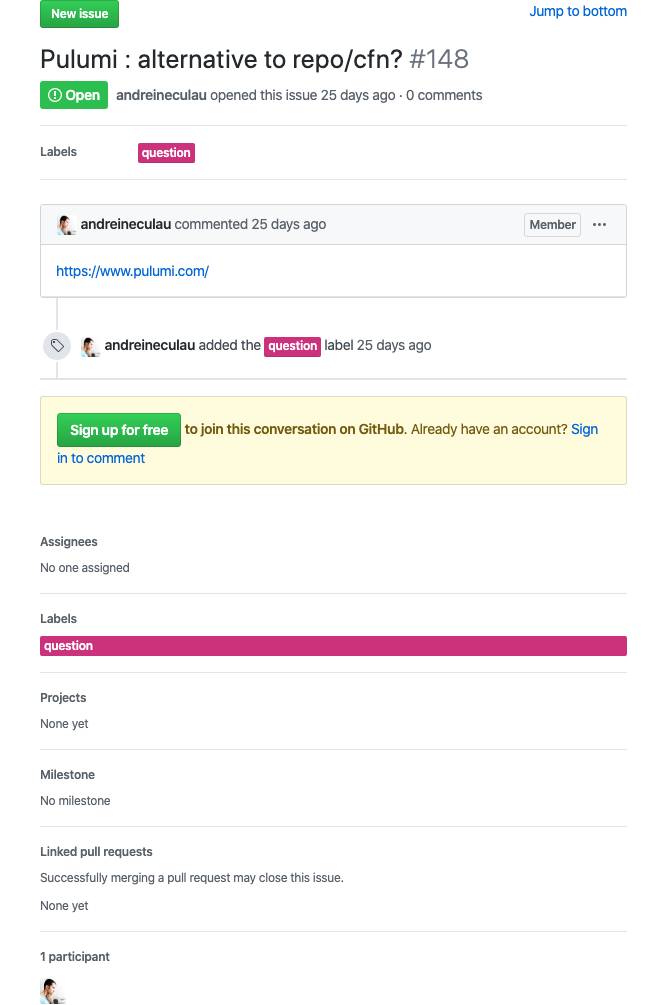 New issue
Jump to bottom
Pulumi : alternative to repo/cfn? #148
Open andreineculau opened this issue 25 days ago · 0 comments
Labels question
andreineculau commented 25 days ago Member ···
https://www.pulumi.com/
andreineculau added the question label 25 days ago
Sign up for free to join this conversation on GitHub. Already have an account? Sign
in to comment
Assignees
No one assigned
Labels
question
Projects
None yet
Milestone
No milestone
Linked pull requests
Successfully merging a pull request may close this issue.
None yet
1 participant